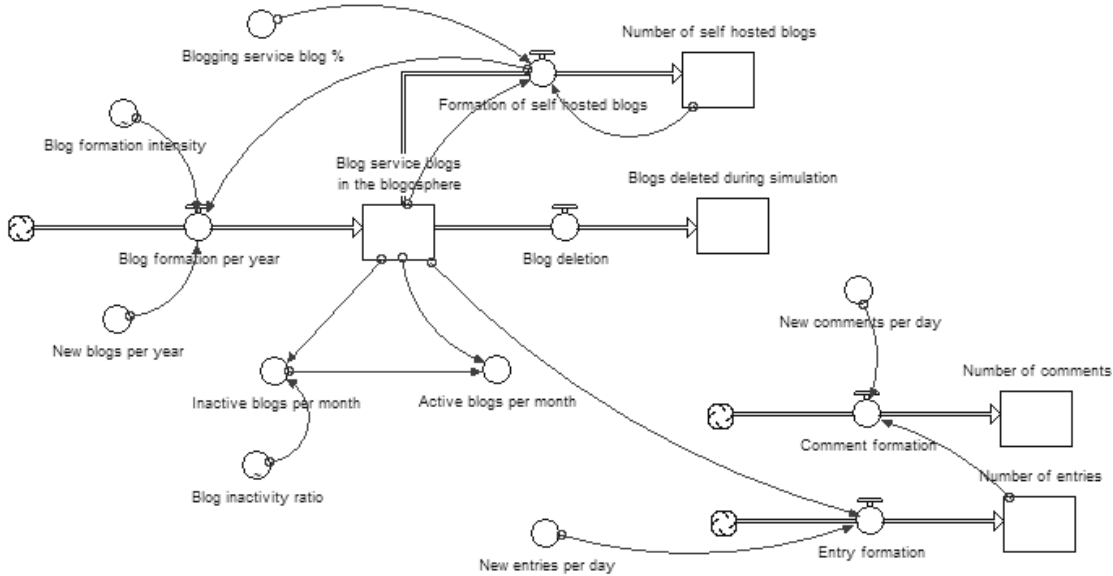 Number of self hosted blogs
Blogging service blog %
Formation of self hosted blogs
Blog formation intensity
Blog service blogs
in the blogosphere
Blogs deleted during simulation
Blog formation per year
Blog deletion
New comments per day
New blogs per year
Number of comments
Inactive blogs per month
Active blogs per month
Comment formation
Number of entries
Blog inactivity ratio
New entries per day
Entry formation